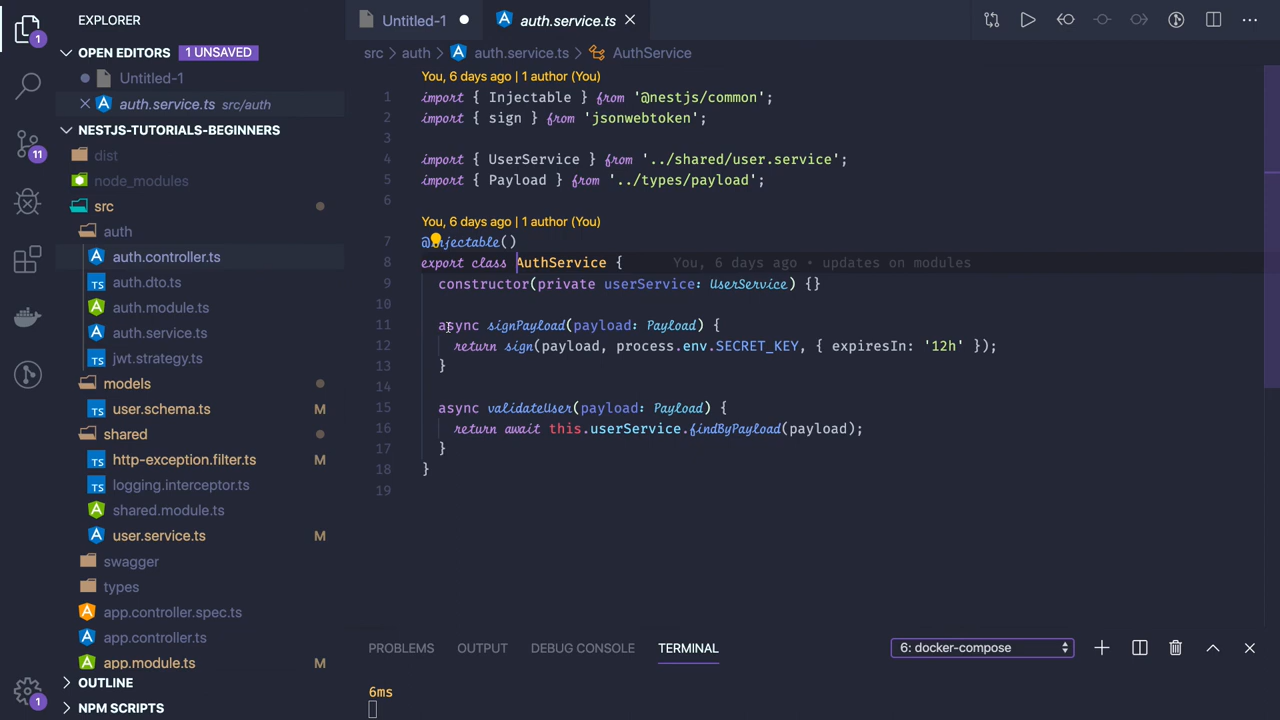 EXPLORER
Untitled-1
auth.service.ts
OPEN EDITORS 1 UNSAVED
Untitled-1
auth.service.ts src/auth
NESTJS-TUTORIALS-BEGINNERS
dist
node_modules
src
auth
auth.controller.ts
auth.dto.ts
auth.module.ts
auth.service.ts
jwt.strategy.ts
models
user.schema.ts M
shared
http-exception.filter.ts M
logging.interceptor.ts
shared.module.ts
user.service.ts M
swagger
types
app.controller.spec.ts
app.controller.ts
app.module.ts M
OUTLINE
NPM SCRIPTS
1
11
1
src > auth > auth.service.ts > AuthService
You, 6 days ago | 1 author (You)
1 import { Injectable } from '@nestjs/common';
2 import { sign } from 'jsonwebtoken';
3
4 import { UserService } from '../shared/user.service';
5 import { Payload } from '../types/payload';
6
You, 6 days ago | 1 author (You)
7 @Injectable()
8 export class AuthService { You, 6 days ago • updates on modules
9 constructor(private userService: UserService) {}
10
11 async signPayload(payload: Payload) {
12 return sign(payload, process.env.SECRET_KEY, { expiresIn: '12h' });
13 }
14
15 async validateUser(payload: Payload) {
16 return await this.userService.findByPayload(payload);
17 }
18 }
19
PROBLEMS OUTPUT DEBUG CONSOLE TERMINAL 6: docker-compose
6ms